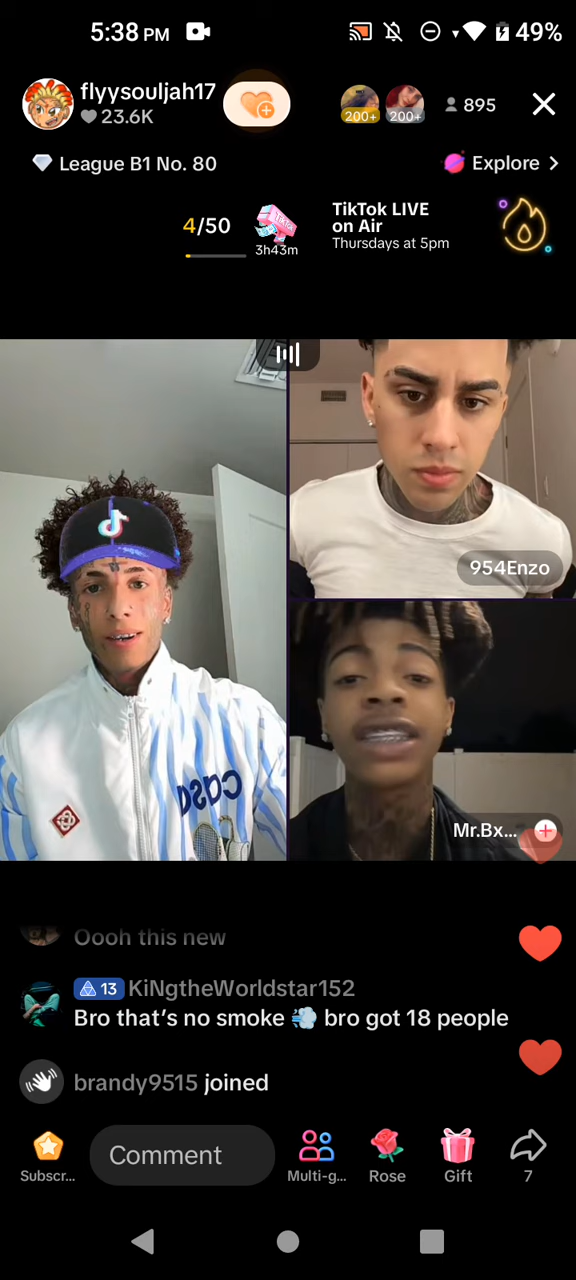 5:38 PM
49%
flyysouljah17
23.6K
200+
200+
895
League B1 No. 80
Explore >
4/50
TikTok
3h43m
TikTok LIVE
on Air
Thursdays at 5pm
954Enzo
casa
Mr.Bx...
Oooh this new
13 KiNgtheWorldstar152
Bro that's no smoke 💨 bro got 18 people
brandy9515 joined
Subscr...
Comment
Multi-g...
Rose
Gift
7